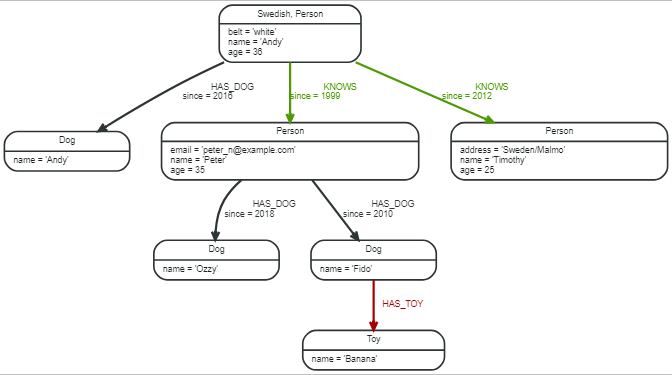 Swedish, Person
belt = 'white'
name = 'Andy'
age = 36
HAS_DOG
since = 2016
KNOWS
since = 1999
KNOWS
since = 2012
Dog
name = 'Andy'
Person
email = 'peter_n@example.com'
name = 'Peter'
age = 35
Person
address = 'Sweden/Malmo'
name = 'Timothy'
age = 25
HAS_DOG
since = 2018
HAS_DOG
since = 2010
Dog
name = 'Ozzy'
Dog
name = 'Fido'
HAS_TOY
Toy
name = 'Banana'